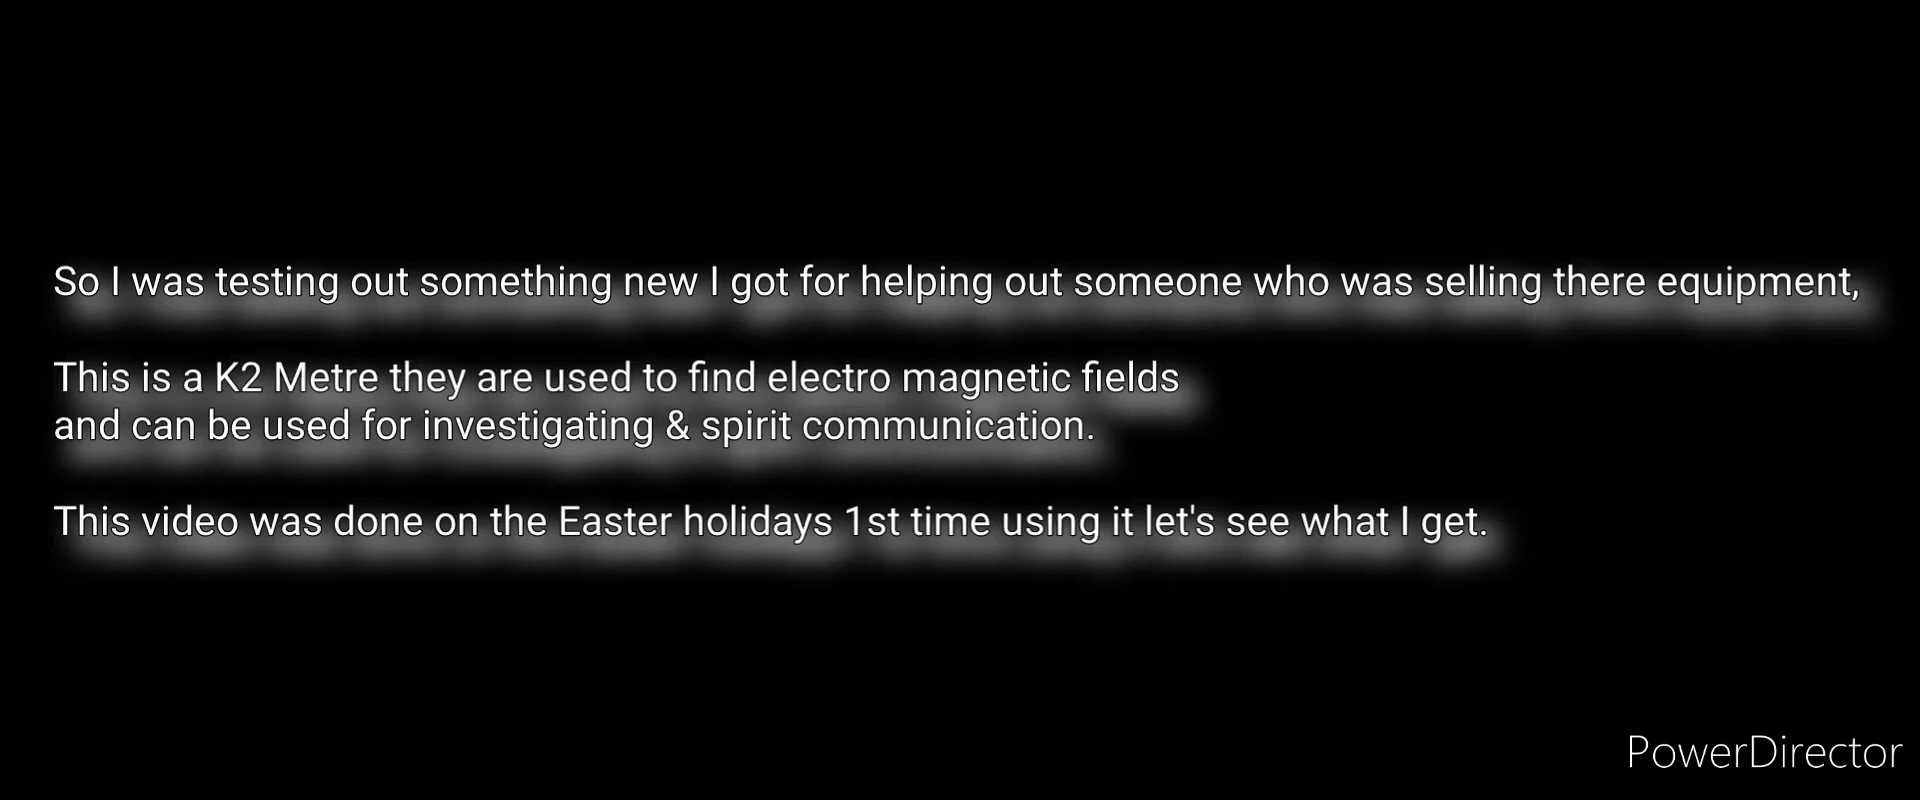 So I was testing out something new I got for helping out someone who was selling there equipment,
This is a K2 Metre they are used to find electro magnetic fields
and can be used for investigating & spirit communication.
This video was done on the Easter holidays 1st time using it let's see what I get.
PowerDirector